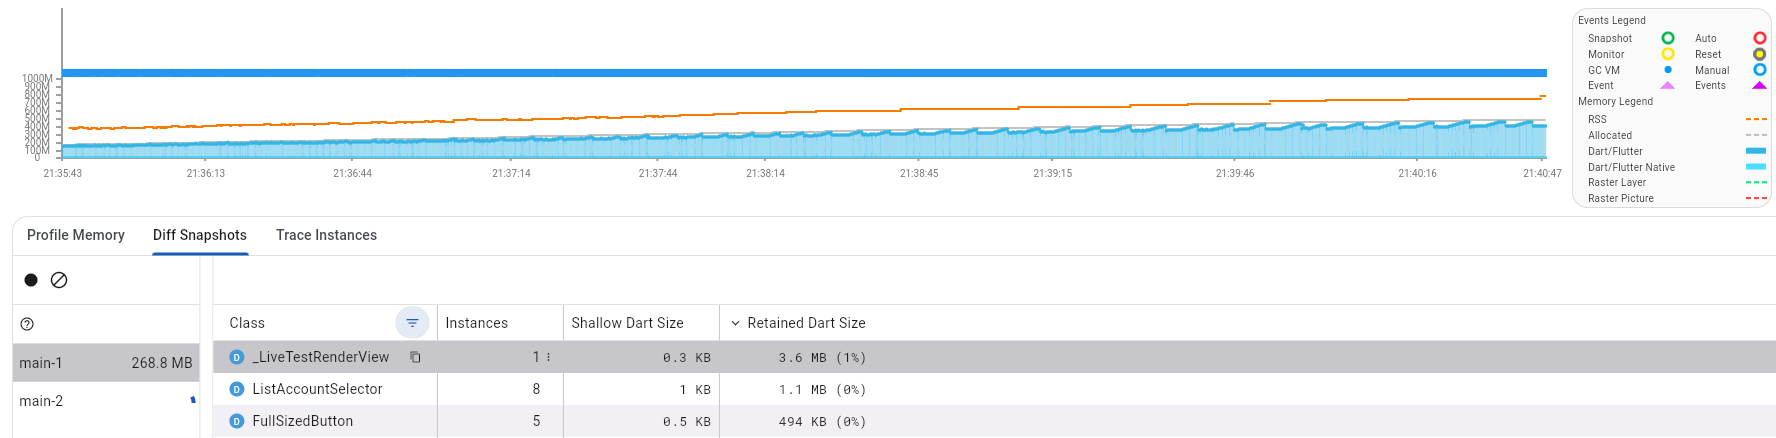 1000M
900M
800M
700M
600M
500M
400M
300M
200M
100M
0
21:35:43 21:36:13 21:36:44 21:37:14 21:37:44 21:38:14 21:38:45 21:39:15 21:39:46 21:40:16 21:40:47
Events Legend
Snapshot Auto
Monitor Reset
GC VM Manual
Event Events
Memory Legend
RSS
Allocated
Dart/Flutter
Dart/Flutter Native
Raster Layer
Raster Picture
Profile Memory Diff Snapshots Trace Instances
Class Instances Shallow Dart Size Retained Dart Size
main-1 268.8 MB
main-2
D _LiveTestRenderView 1 0.3 KB 3.6 MB (1%)
D ListAccountSelector 8 1 KB 1.1 MB (0%)
D FullSizedButton 5 0.5 KB 494 KB (0%)